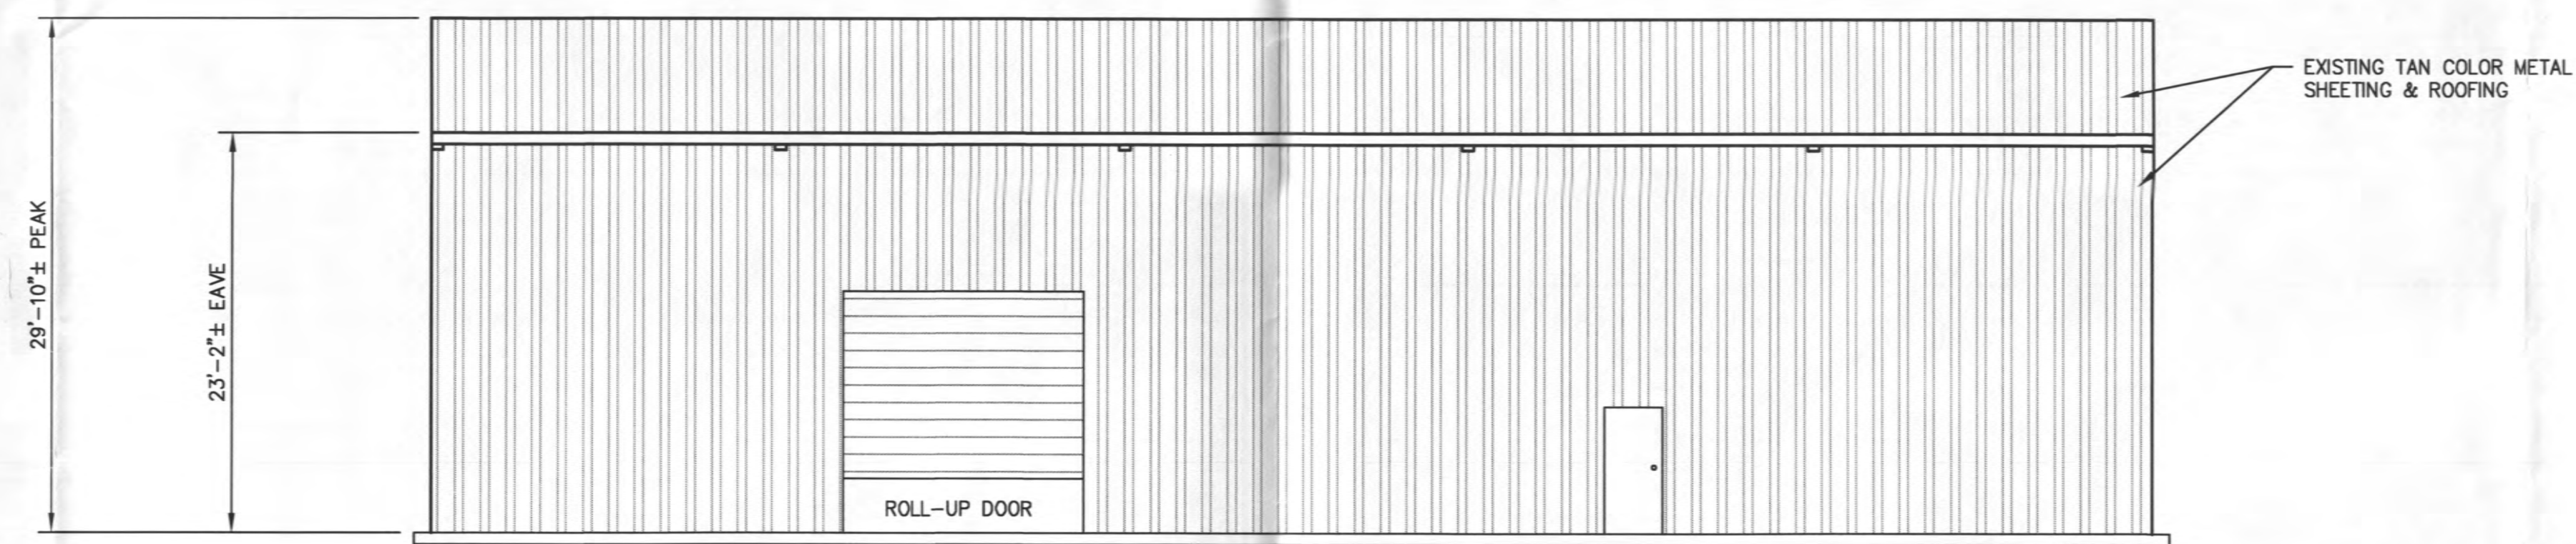 29'-10"± PEAK
23'-2"± EAVE
EXISTING TAN COLOR METAL
SHEETING & ROOFING
ROLL-UP DOOR